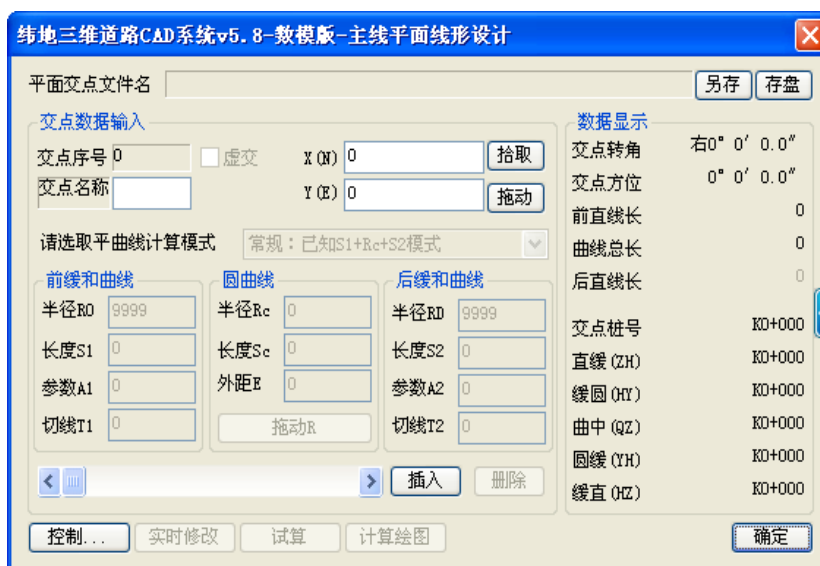 纬地三维道路CAD系统v5.8-数模版-主线平面线形设计
平面交点文件名 另存 存盘
交点数据输入
交点序号 0 虚交 X(N) 0 拾取
交点名称 Y(E) 0 拖动
请选取平曲线计算模式 常规：已知S1+Rc+S2模式
前缓和曲线 圆曲线 后缓和曲线
半径R0 9999 半径Rc 0 半径RD 9999
长度S1 0 长度Sc 0 长度S2 0
参数A1 0 外距E 0 参数A2 0
切线T1 0 拖动R 切线T2 0
插入 删除
控制... 实时修改 试算 计算绘图
数据显示
交点转角 右0° 0′ 0.0″
交点方位 0° 0′ 0.0″
前直线长 0
曲线总长 0
后直线长 0
交点桩号 K0+000
直缓(ZH) K0+000
缓圆(HY) K0+000
曲中(QZ) K0+000
圆缓(YH) K0+000
缓直(HZ) K0+000
确定